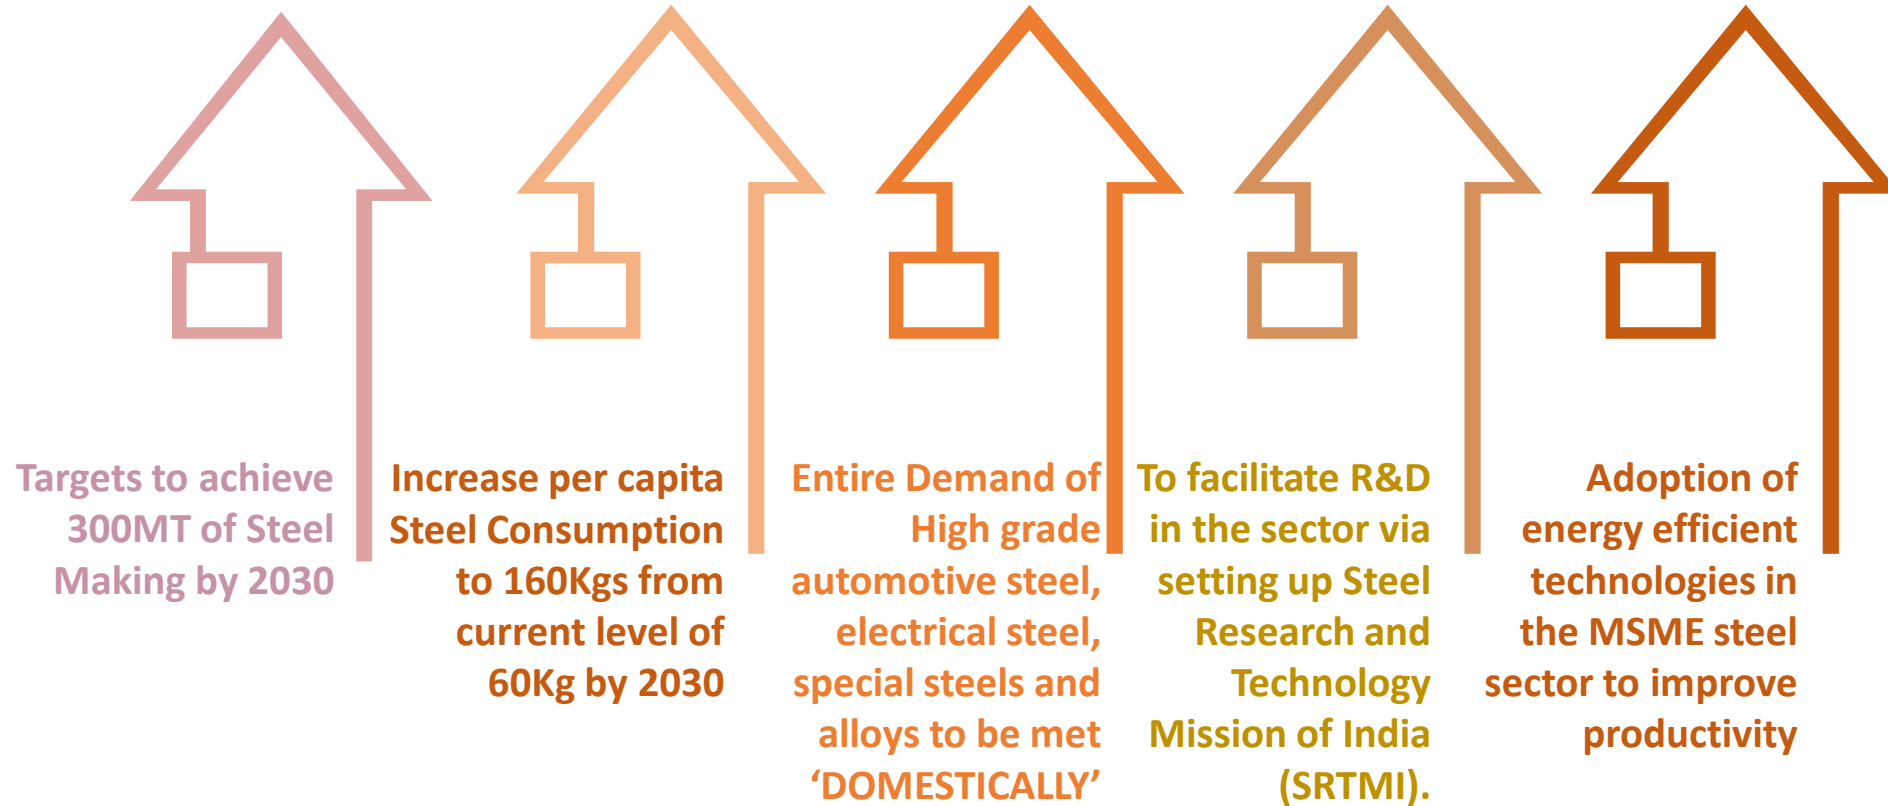 Targets to achieve
300MT of Steel
Making by 2030
Increase per capita
Steel Consumption
to 160Kgs from
current level of
60Kg by 2030
Entire Demand of
High grade
automotive steel,
electrical steel,
special steels and
alloys to be met
‘DOMESTICALLY’
To facilitate R&D
in the sector via
setting up Steel
Research and
Technology
Mission of India
(SRTMI).
Adoption of
energy efficient
technologies in
the MSME steel
sector to improve
productivity